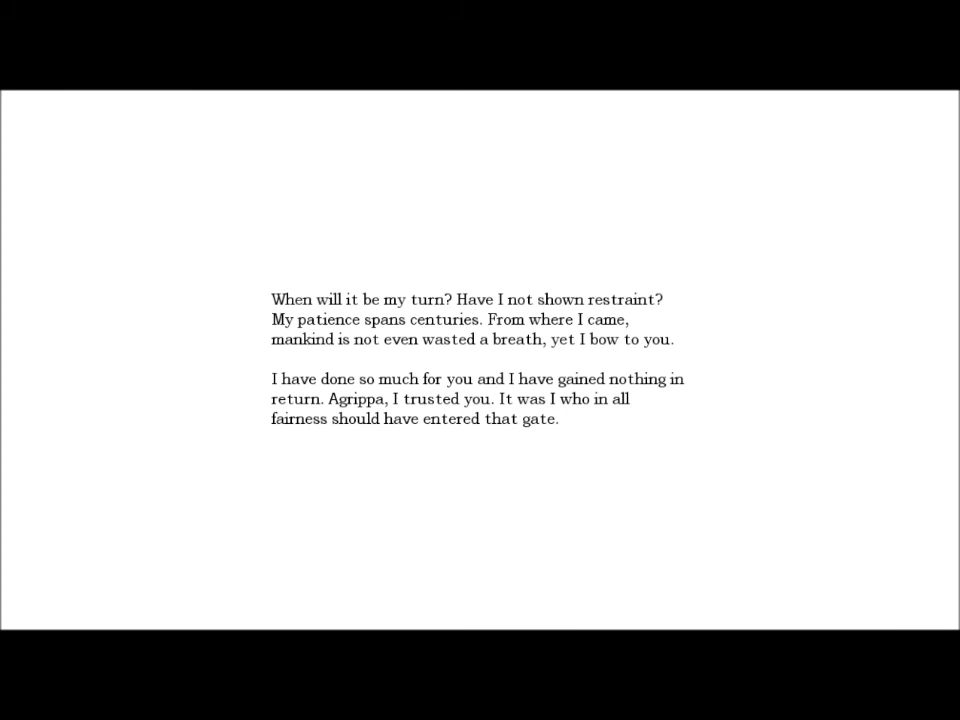 When will it be my turn? Have I not shown restraint?
My patience spans centuries. From where I came,
mankind is not even wasted a breath, yet I bow to you.
I have done so much for you and I have gained nothing in
return. Agrippa, I trusted you. It was I who in all
fairness should have entered that gate.